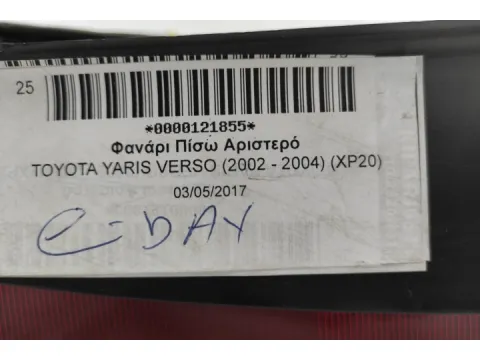 25
*0000121855*
Φανάρι Πίσω Αριστερό
TOYOTA YARIS VERSO (2002 - 2004) (XP20)
03/05/2017
e-DAY